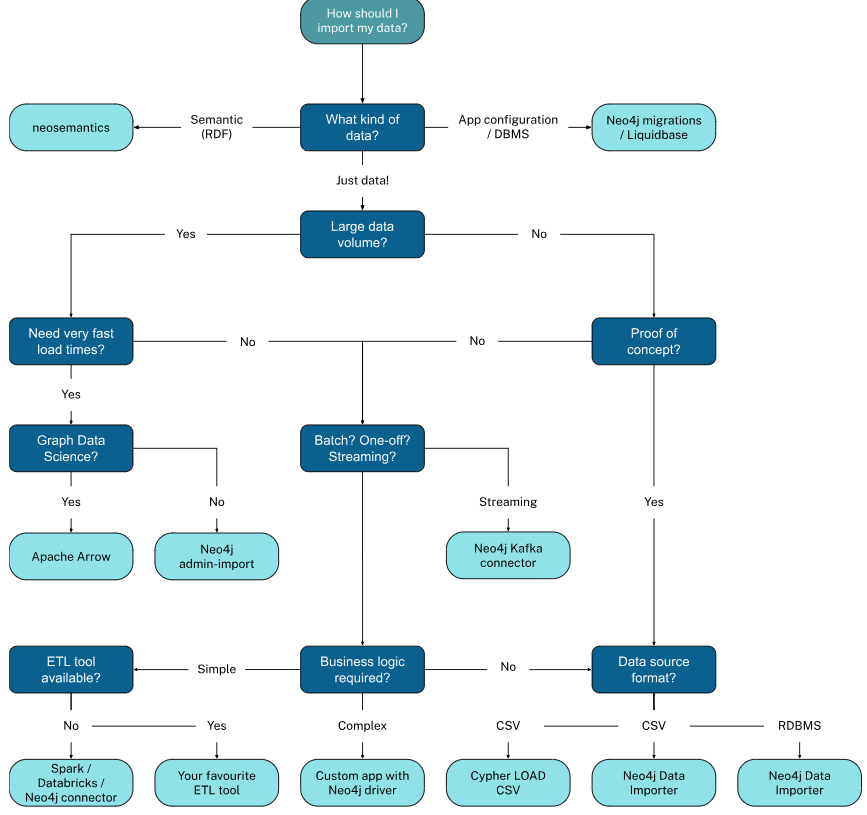 How should I
import my data?
neosemantics
Semantic
(RDF)
What kind of
data?
App configuration
/ DBMS
Neo4j migrations
/ Liquidbase
Just data!
Large data
volume?
Yes
No
Need very fast
load times?
No
No
Proof of
concept?
Yes
Graph Data
Science?
Batch? One-off?
Streaming?
Yes
No
Streaming
Yes
Apache Arrow
Neo4j
admin-import
Neo4j Kafka
connector
ETL tool
available?
Simple
Business logic
required?
No
Data source
format?
No
Yes
Complex
CSV
CSV
RDBMS
Spark /
Databricks /
Neo4j connector
Your favourite
ETL tool
Custom app with
Neo4j driver
Cypher LOAD
CSV
Neo4j Data
Importer
Neo4j Data
Importer